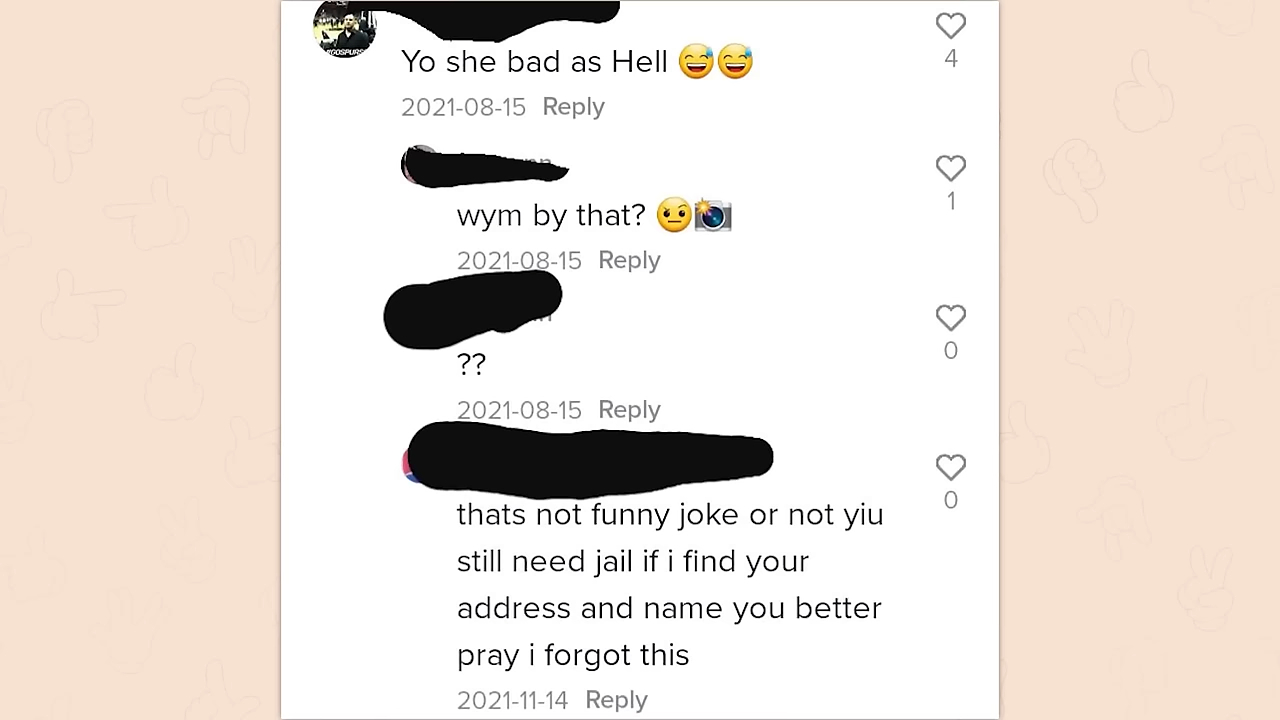 #GOSPURS
Yo she bad as Hell 😅😅
4
2021-08-15 Reply
wym by that? 🤨📸
1
2021-08-15 Reply
??
0
2021-08-15 Reply
thats not funny joke or not yiu
still need jail if i find your
address and name you better
pray i forgot this
0
2021-11-14 Reply